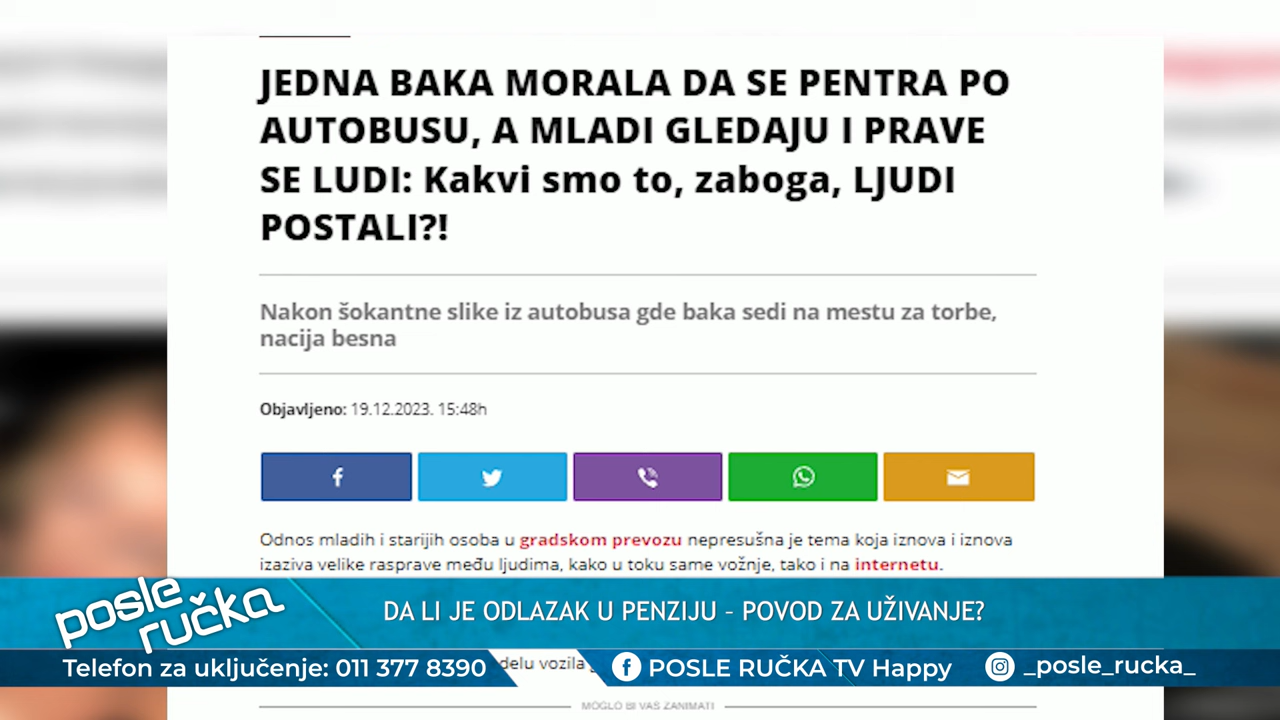 JEDNA BAKA MORALA DA SE PENTRA PO
AUTOBUSU, A MLADI GLEDAJU I PRAVE
SE LUDI: Kakvi smo to, zaboga, LJUDI
POSTALI?!
Nakon šokantne slike iz autobusa gde baka sedi na mestu za torbe,
nacija besna
Objavljeno: 19.12.2023. 15:48h
Odnos mladih i starijih osoba u gradskom prevozu nepresušna je tema koja iznova i iznova
izaziva velike rasprave među ljudima, kako u toku same vožnje, tako i na internetu.
posle
ručka
DA LI JE ODLAZAK U PENZIJU – POVOD ZA UŽIVANJE?
Telefon za uključenje: 011 377 8390
delu vozila
POSLE RUČKA TV Happy
_posle_rucka_
MOGLO BI VAS ZANIMATI